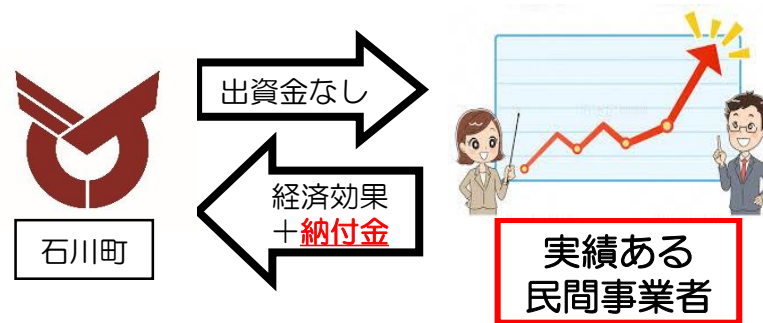 出資金なし
経済効果
＋納付金
石川町
実績ある
民間事業者